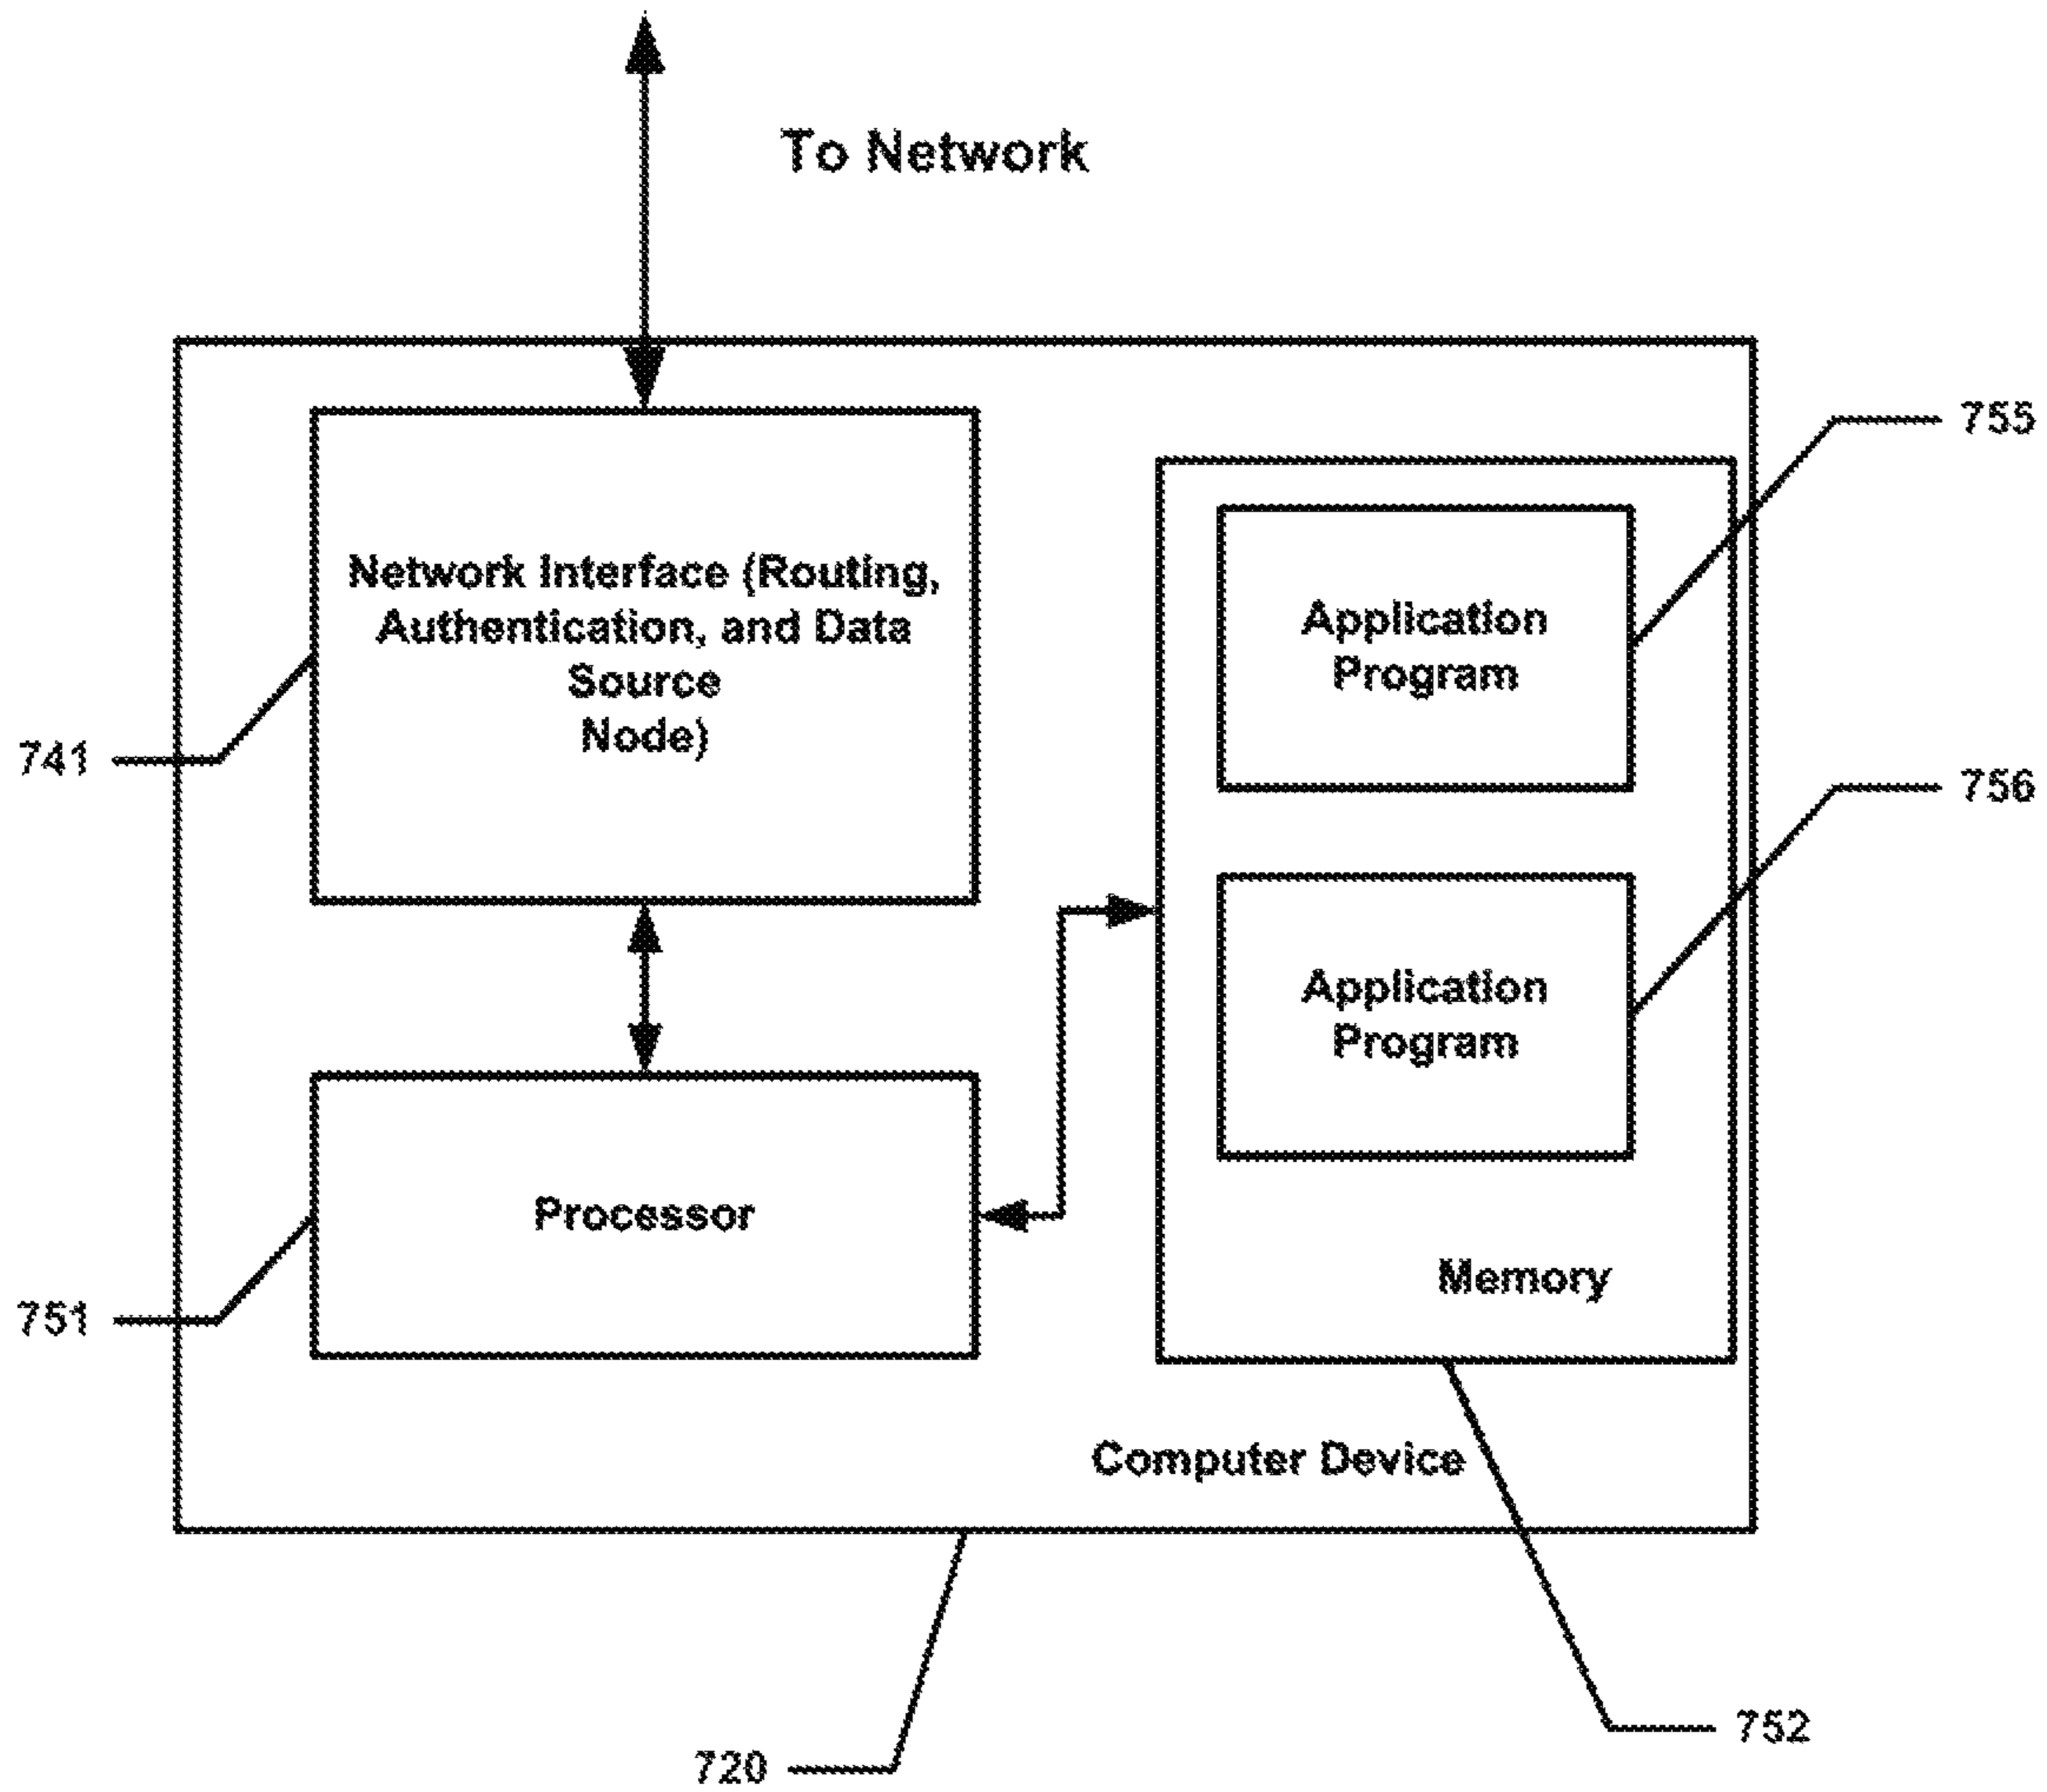 To Network
755
Network Interface (Routing,
Authentication, and Data
Source
Node)
Application
Program
741
756
Application
Program
Processor
Memory
751
Computer Device
752
720